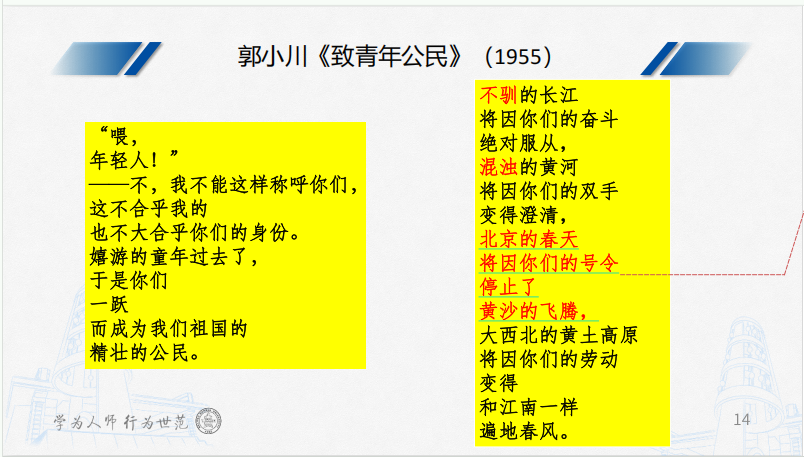 郭小川《致青年公民》（1955）
“喂，
年轻人！”
——不，我不能这样称呼你们，
这不合乎我的
也不大合乎你们的身份。
嬉游的童年过去了，
于是你们
一跃
而成为我们祖国的
精壮的公民。
不驯的长江
将因你们的奋斗
绝对服从，
混浊的黄河
将因你们的双手
变得澄清，
北京的春天
将因你们的号令
停止了
黄沙的飞腾，
大西北的黄土高原
将因你们的劳动
变得
和江南一样
遍地春风。
学为人师 行为世范
14